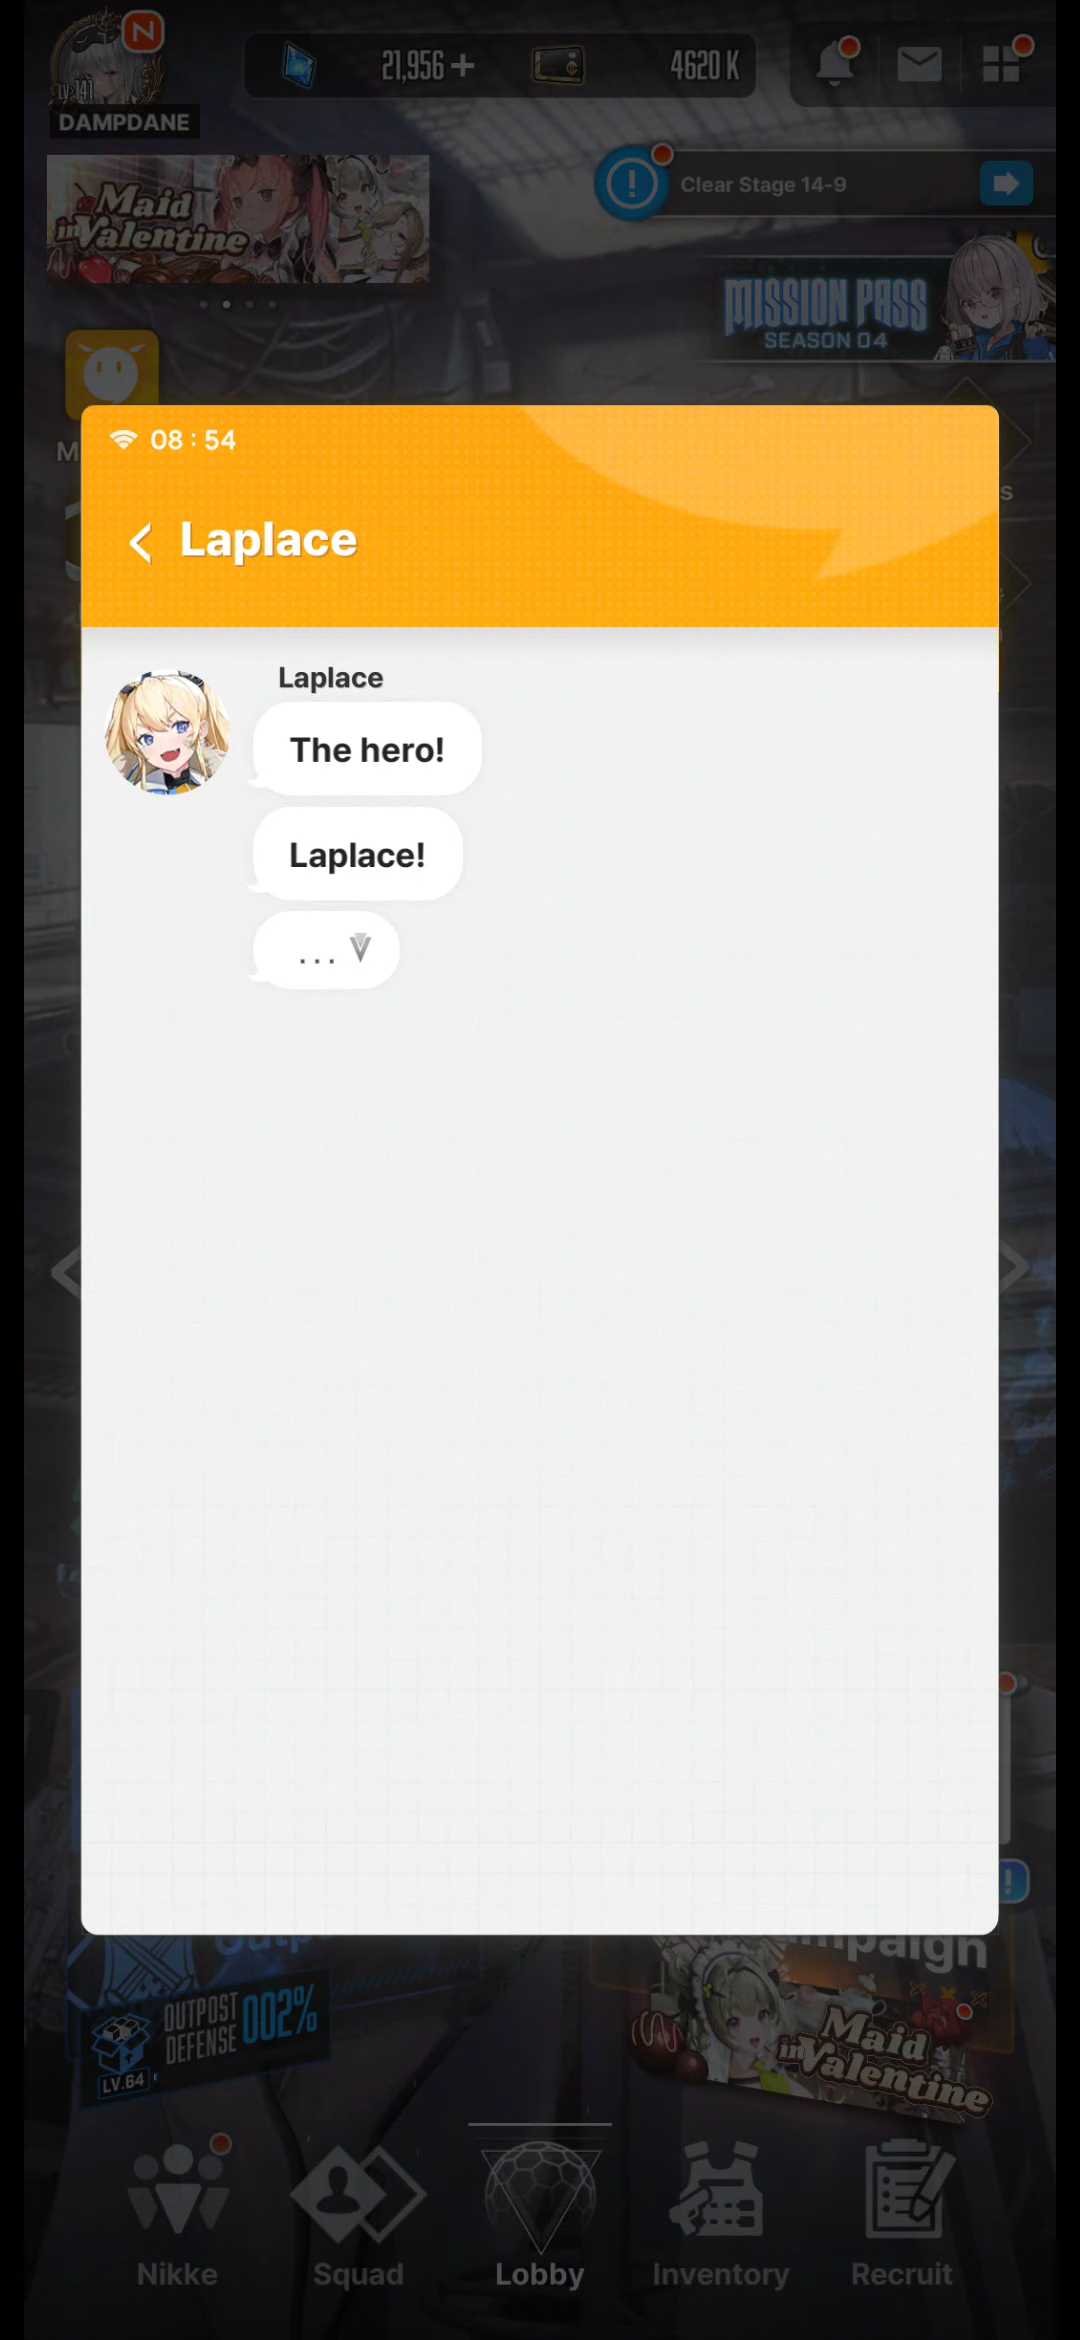 N
21,956 +
4620 K
LV.141
DAMPDANE
Maid
in Valentine
Clear Stage 14-9
MISSION PASS
SEASON 04
08 : 54
Laplace
Laplace
The hero!
Laplace!
...
OUTPOST
DEFENSE 002%
LV.64
Maid
in Valentine
Nikke
Squad
Lobby
Inventory
Recruit